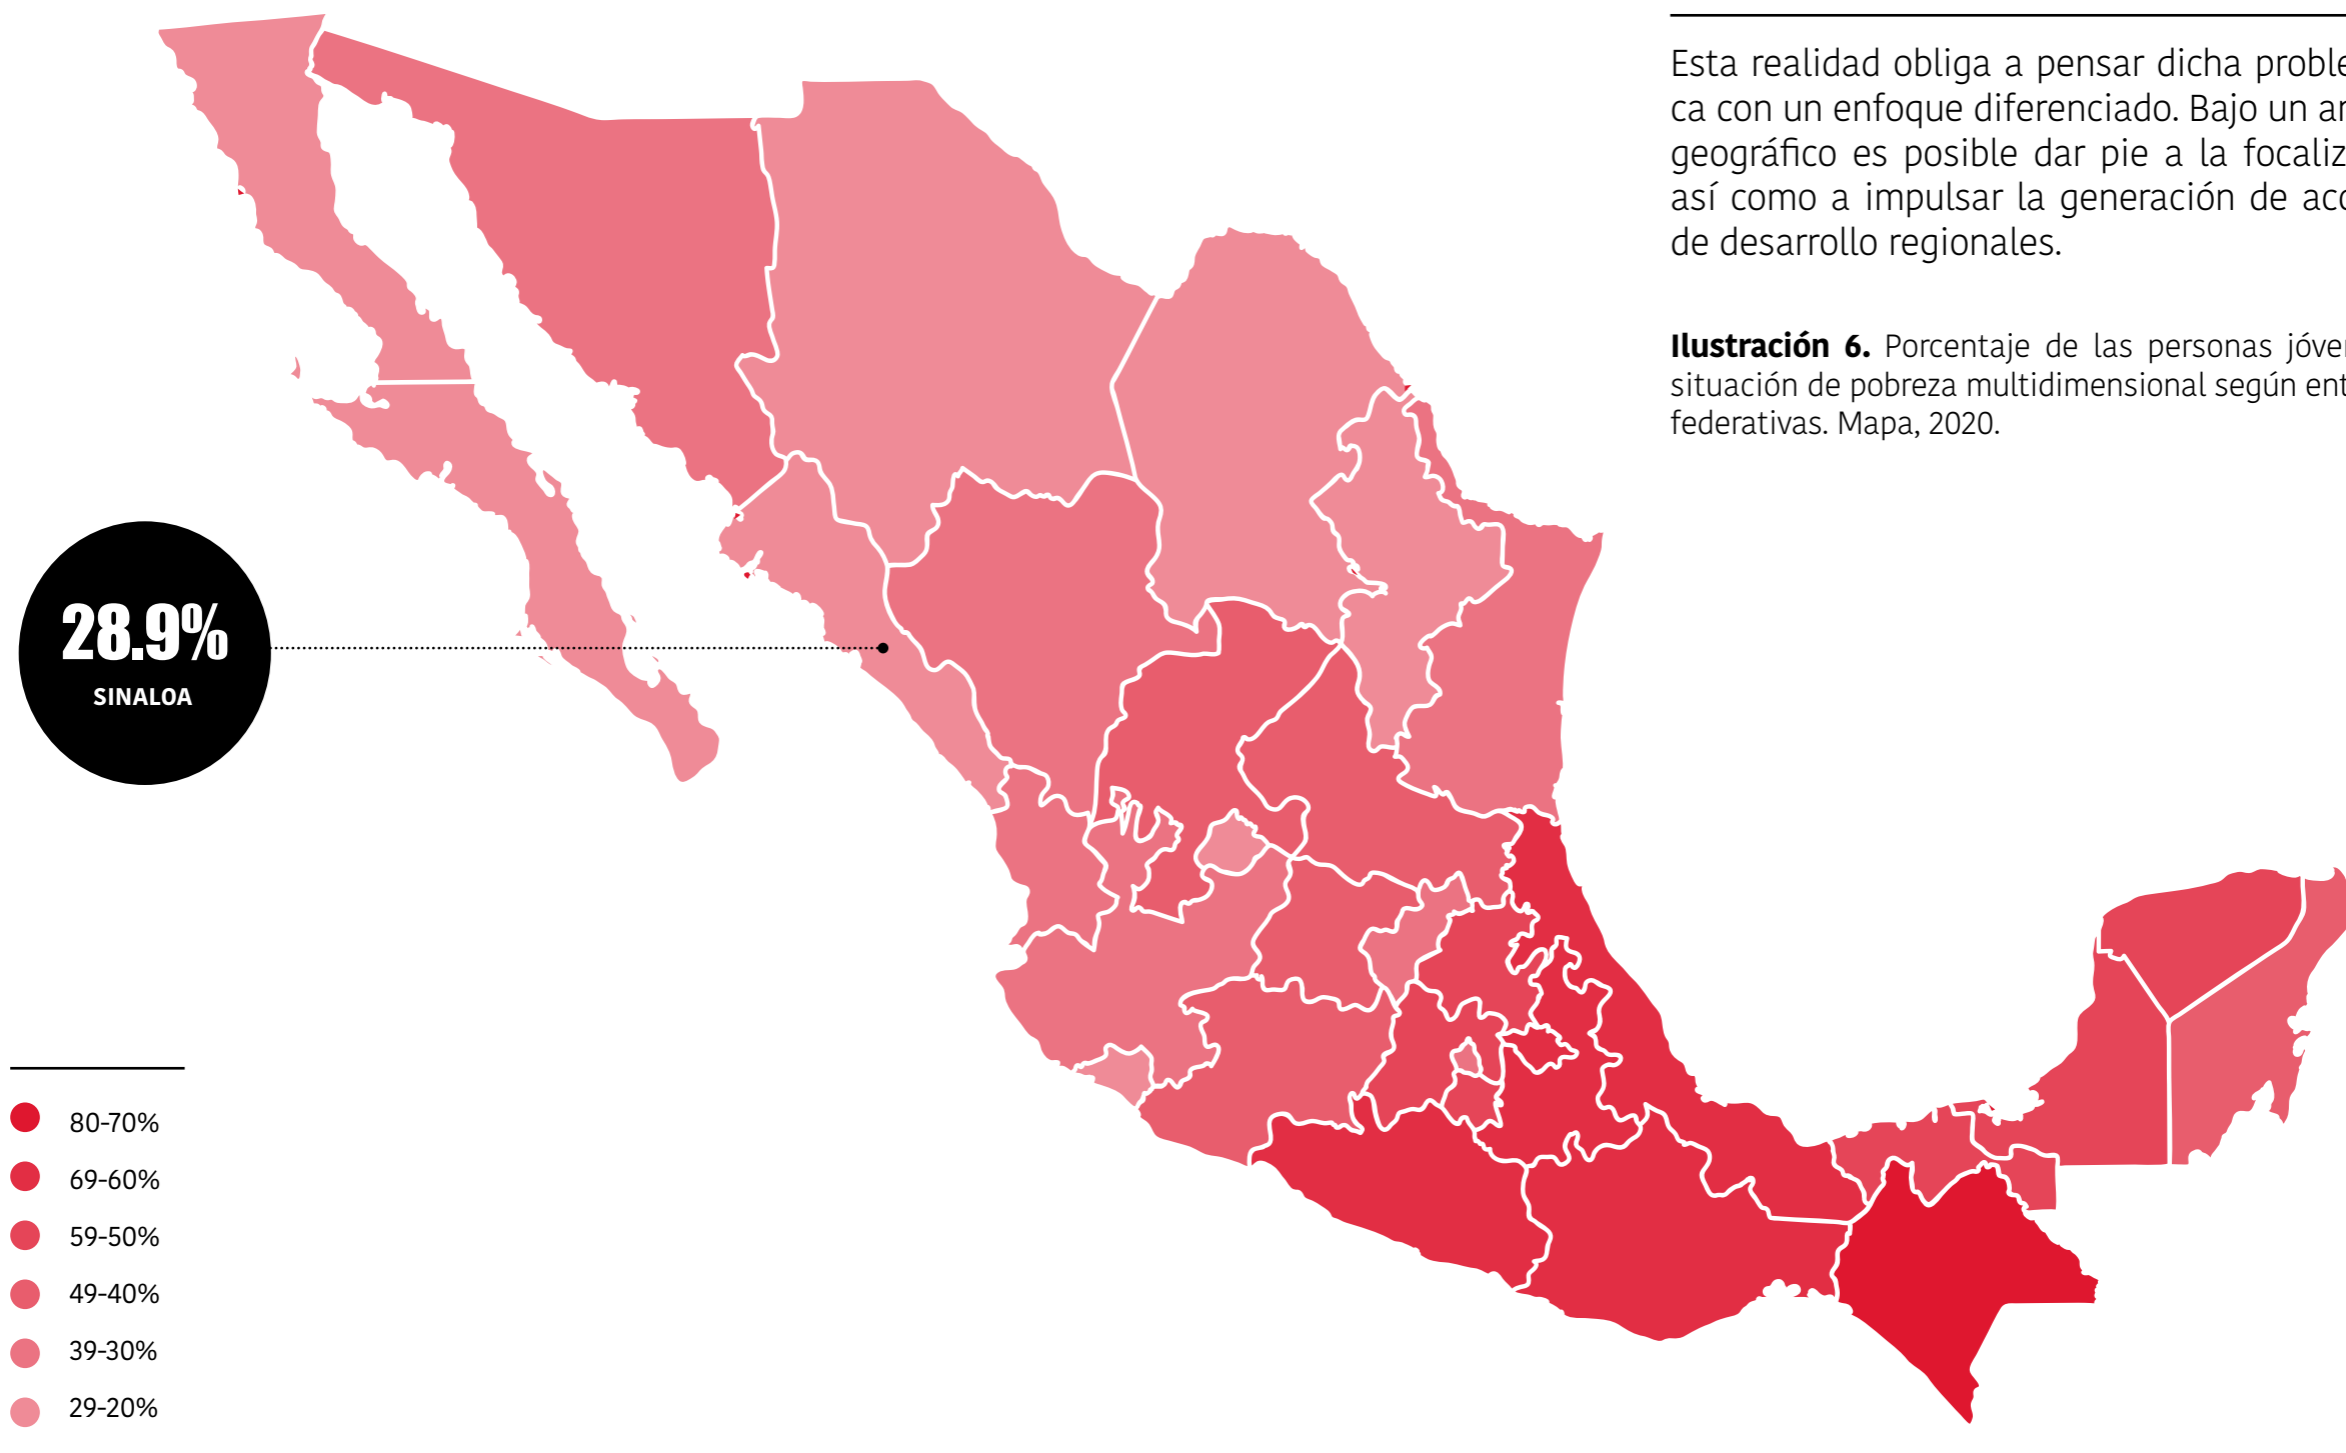 Esta realidad obliga a pensar dicha proble
ca con un enfoque diferenciado. Bajo un
geográfico es posible dar pie a la focaliz
así como a impulsar la generación de
de desarrollo regionales.
Ilustración 6. Porcentaje de las personas jóve
situación de pobreza multidimensional según ent
federativas. Mapa, 2020.
28.9%
SINALOA
80-70%
69-60%
59-50%
49-40%
39-30%
29-20%